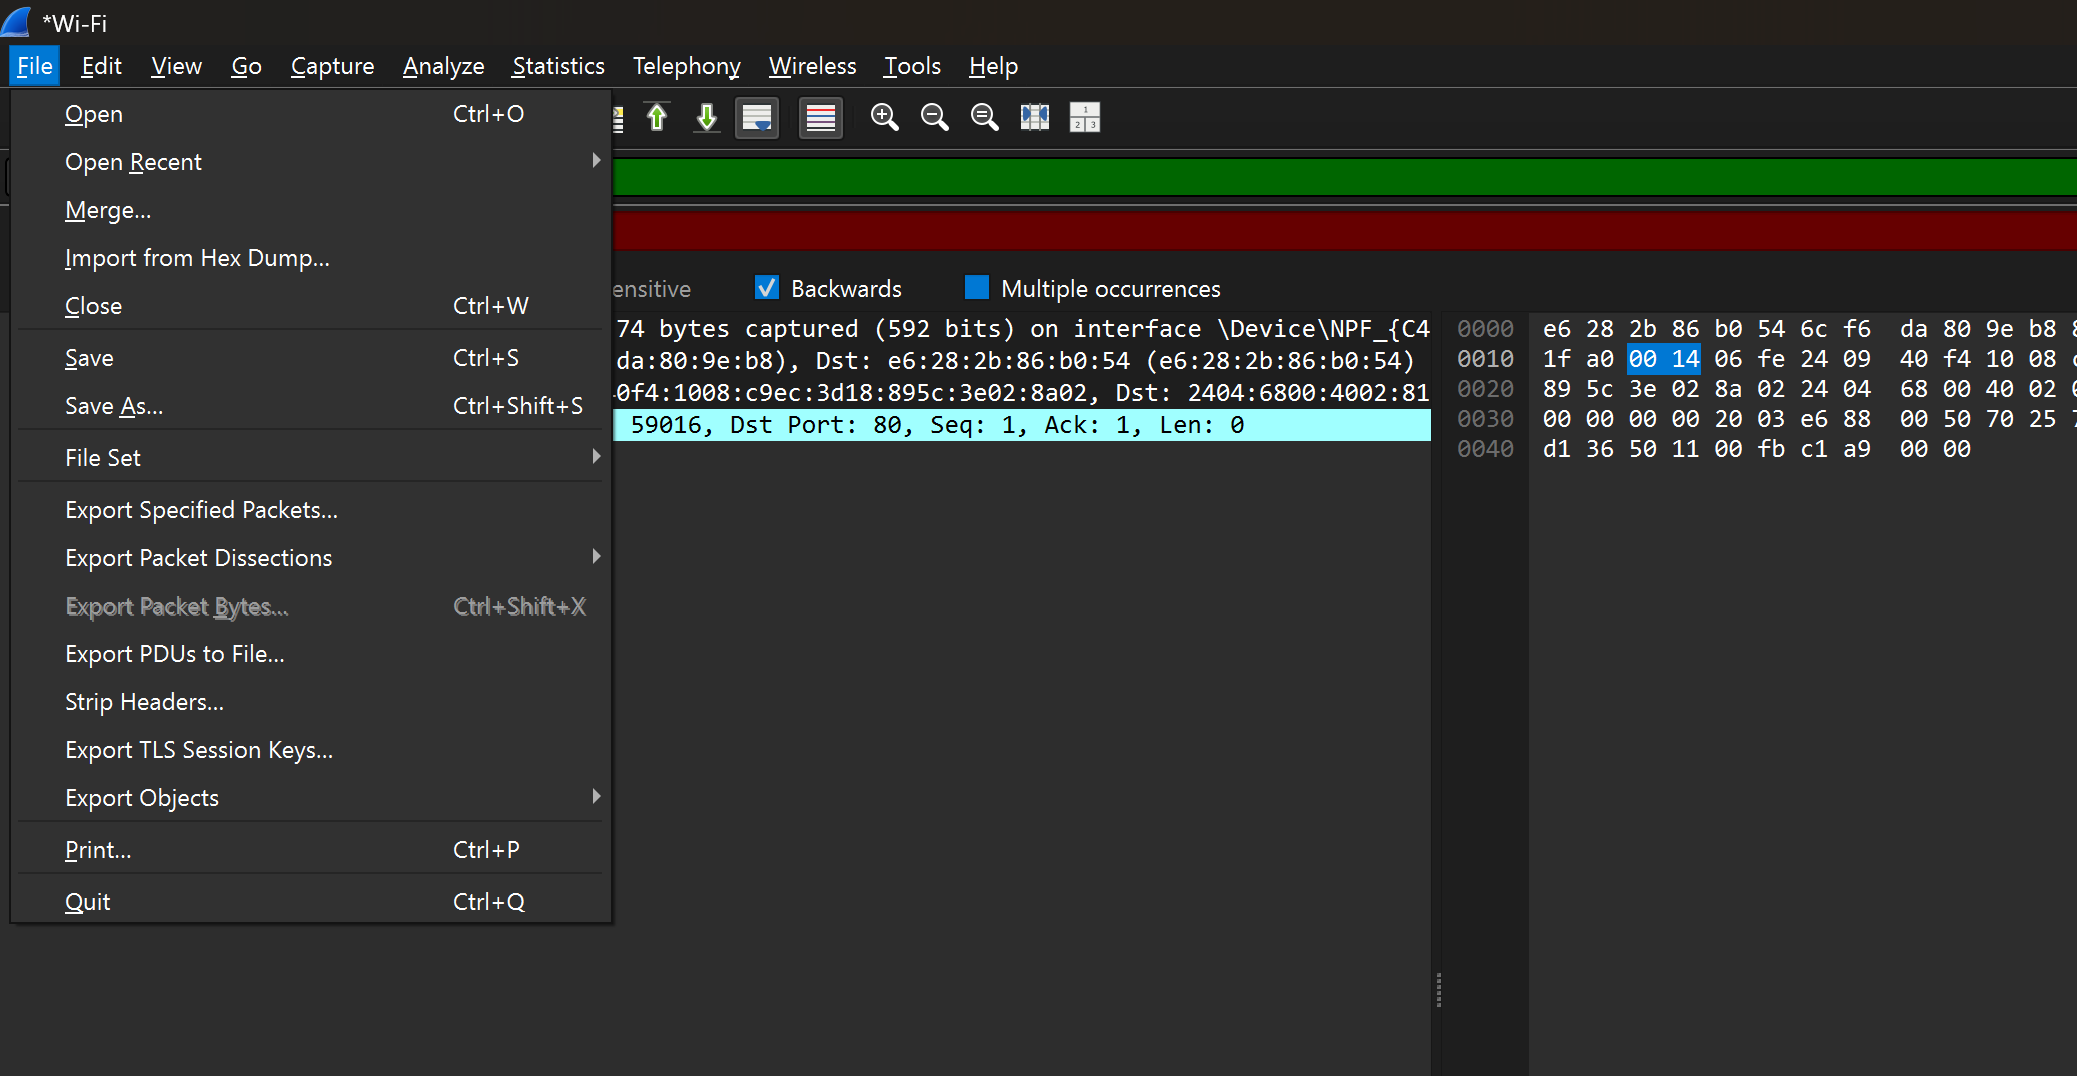 *Wi-Fi
File Edit View Go Capture Analyze Statistics Telephony Wireless Tools Help
Open Ctrl+O
Open Recent
Merge...
Import from Hex Dump...
Close Ctrl+W
Save Ctrl+S
Save As... Ctrl+Shift+S
File Set
Export Specified Packets...
Export Packet Dissections
Export Packet Bytes... Ctrl+Shift+X
Export PDUs to File...
Strip Headers...
Export TLS Session Keys...
Export Objects
Print... Ctrl+P
Quit Ctrl+Q
1
2 3
ensitive Backwards Multiple occurrences
74 bytes captured (592 bits) on interface \Device\NPF_{C4
da:80:9e:b8), Dst: e6:28:2b:86:b0:54 (e6:28:2b:86:b0:54)
0f4:1008:c9ec:3d18:895c:3e02:8a02, Dst: 2404:6800:4002:81
59016, Dst Port: 80, Seq: 1, Ack: 1, Len: 0
0000 e6 28 2b 86 b0 54 6c f6 da 80 9e b8
0010 1f a0 00 14 06 fe 24 09 40 f4 10 08
0020 89 5c 3e 02 8a 02 24 04 68 00 40 02
0030 00 00 00 00 20 03 e6 88 00 50 70 25
0040 d1 36 50 11 00 fb c1 a9 00 00